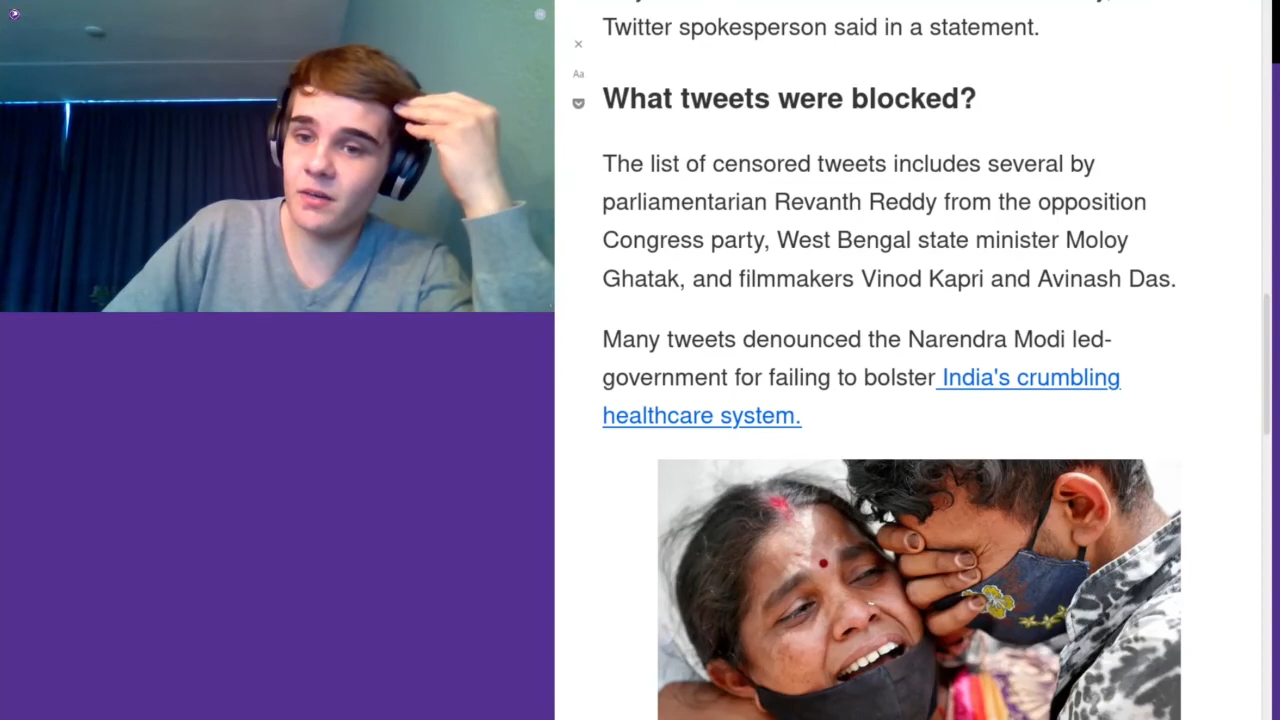 Twitter spokesperson said in a statement.
Aa
What tweets were blocked?
The list of censored tweets includes several by
parliamentarian Revanth Reddy from the opposition
Congress party, West Bengal state minister Moloy
Ghatak, and filmmakers Vinod Kapri and Avinash Das.
Many tweets denounced the Narendra Modi led-
government for failing to bolster India's crumbling
healthcare system.